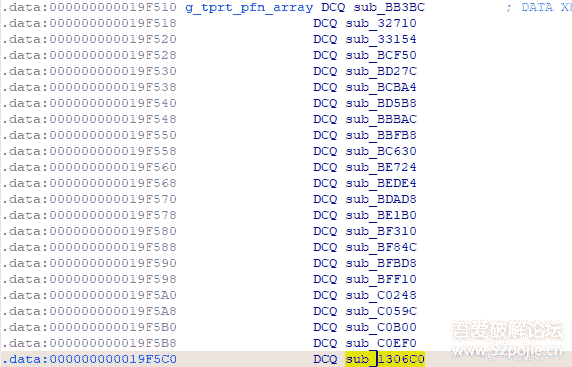 .data:000000000019F510 g_tprt_pfn_array DCQ sub_BB3BC ; DATA X
.data:000000000019F518 DCQ sub_32710
.data:000000000019F520 DCQ sub_33154
.data:000000000019F528 DCQ sub_BCF50
.data:000000000019F530 DCQ sub_BD27C
.data:000000000019F538 DCQ sub_BCBA4
.data:000000000019F540 DCQ sub_BD5B8
.data:000000000019F548 DCQ sub_BBBAC
.data:000000000019F550 DCQ sub_BBFB8
.data:000000000019F558 DCQ sub_BC630
.data:000000000019F560 DCQ sub_BE724
.data:000000000019F568 DCQ sub_BEDE4
.data:000000000019F570 DCQ sub_BDAD8
.data:000000000019F578 DCQ sub_BE1B0
.data:000000000019F580 DCQ sub_BF310
.data:000000000019F588 DCQ sub_BF84C
.data:000000000019F590 DCQ sub_BFBD8
.data:000000000019F598 DCQ sub_BFF10
.data:000000000019F5A0 DCQ sub_C0248
.data:000000000019F5A8 DCQ sub_C059C
.data:000000000019F5B0 DCQ sub_C0B00
.data:000000000019F5B8 DCQ sub_C0EF0
.data:000000000019F5C0 DCQ sub_1306C0
吾爱破解论坛
www.52pojie.cn